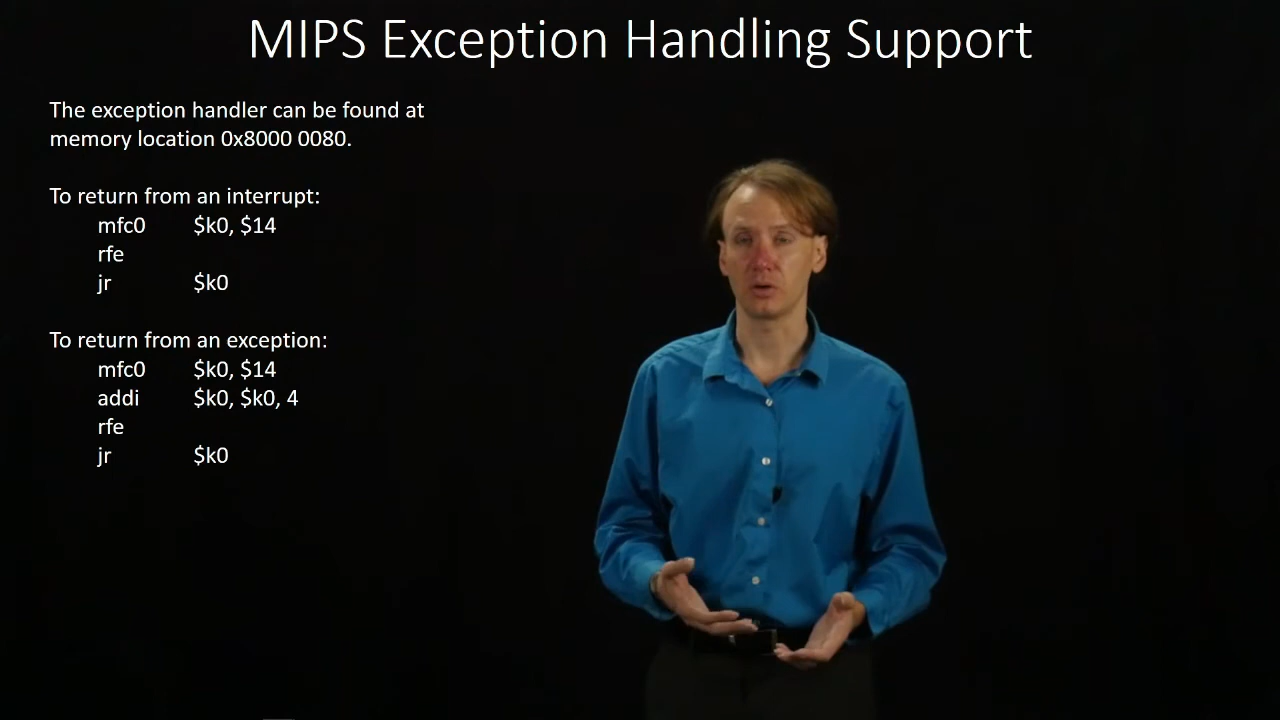 MIPS Exception Handling Support
The exception handler can be found at
memory location 0x8000 0080.
To return from an interrupt:
mfc0 $k0, $14
rfe
jr $k0
To return from an exception:
mfc0 $k0, $14
addi $k0, $k0, 4
rfe
jr $k0